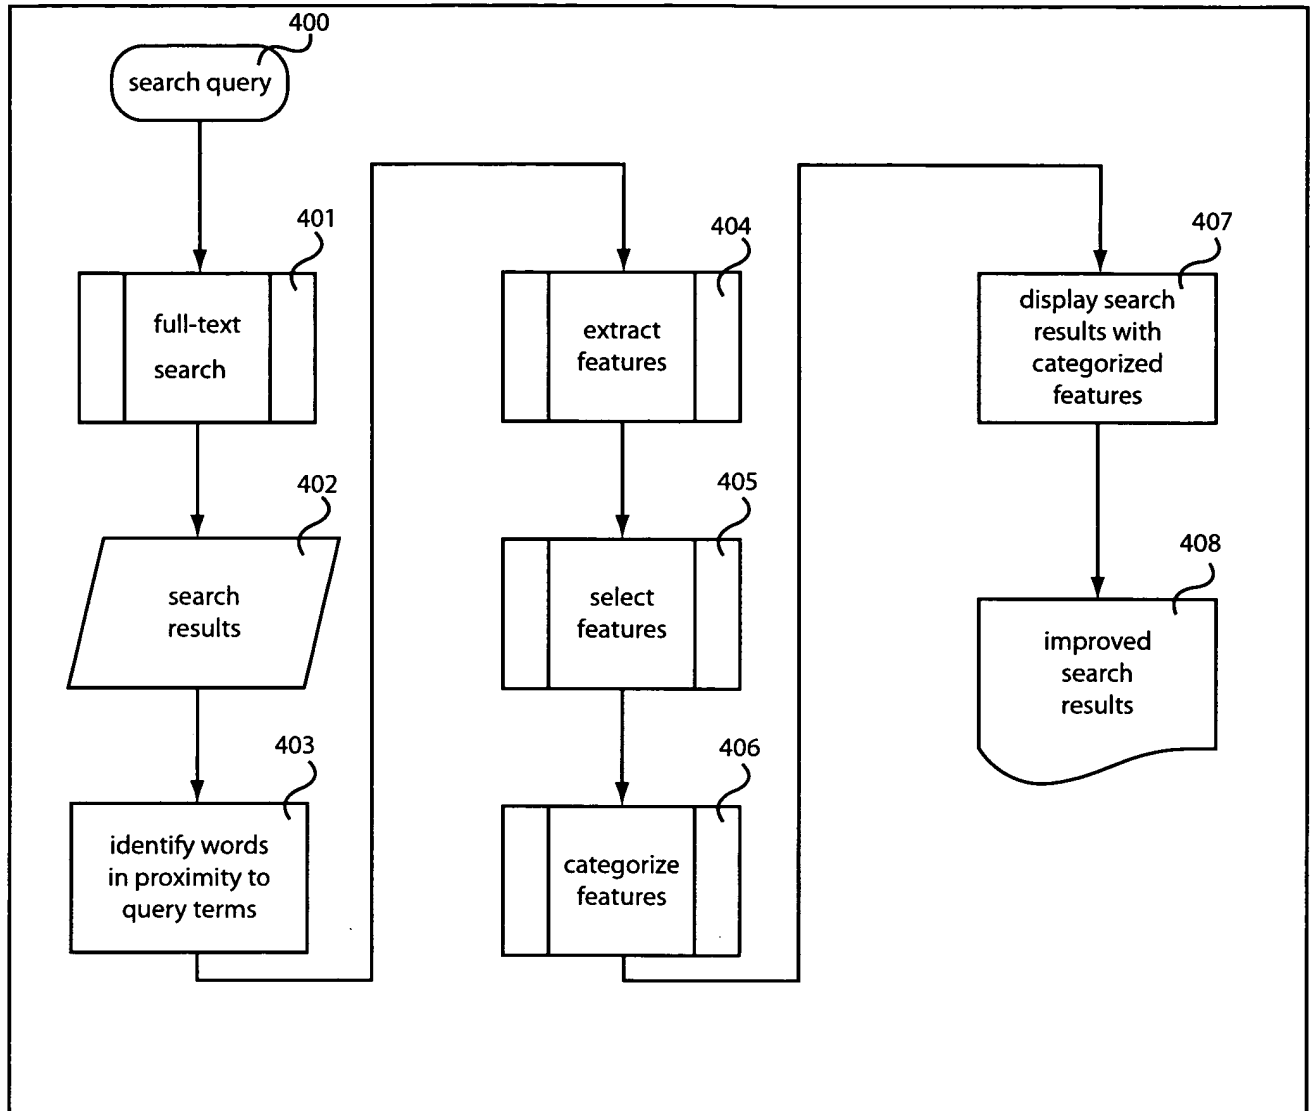 400
search query
401
full-text
search
402
search
results
403
identify words
in proximity to
query terms
404
extract
features
405
select
features
406
categorize
features
407
display search
results with
categorized
features
408
improved
search
results